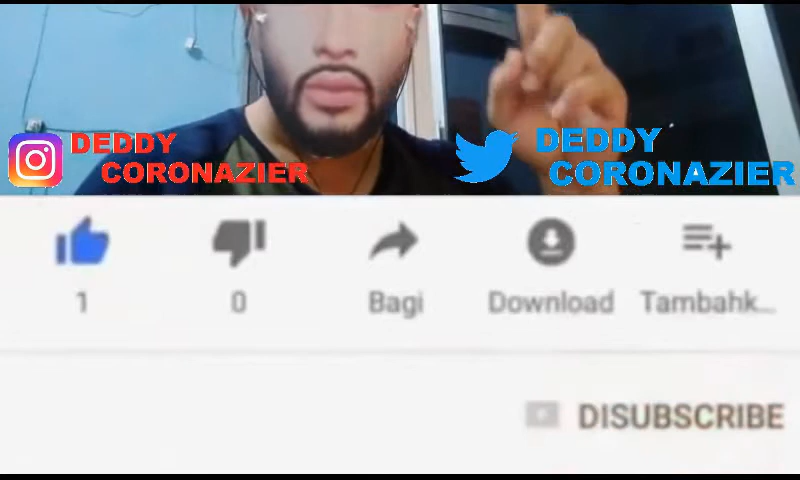 DEDDY
CORONAZIER
DEDDY
CORONAZIER
1
0
Bagi
Download
Tambahk...
DISUBSCRIBE